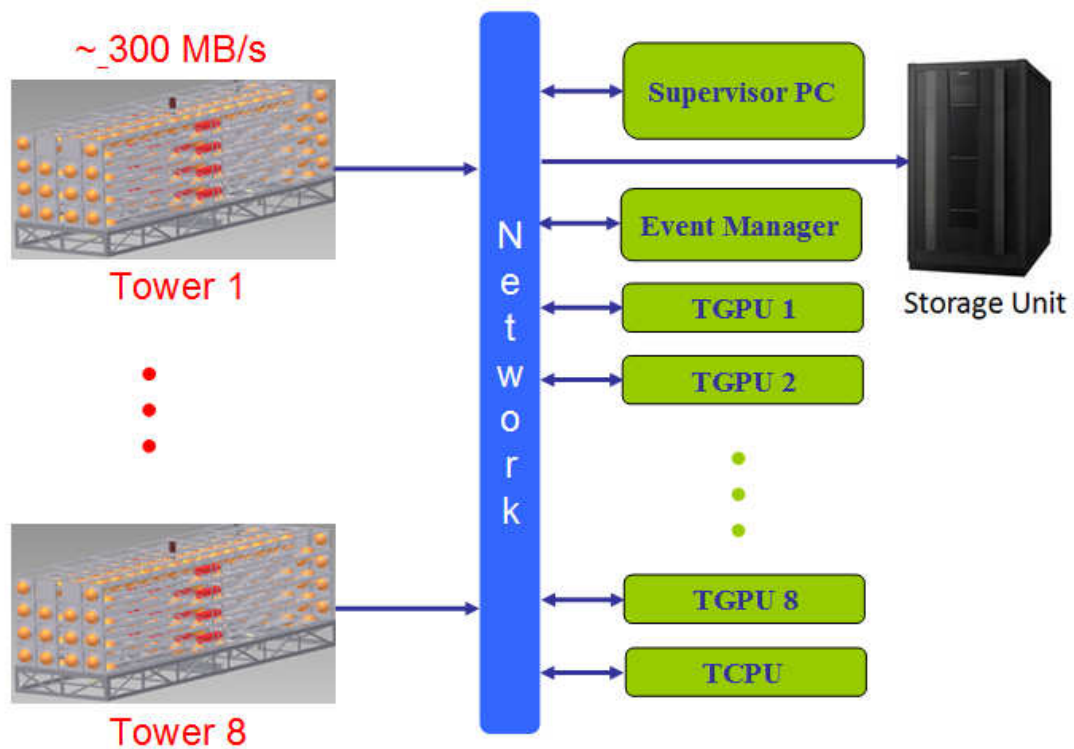 ~ 300 MB/s
Tower 1
Tower 8
Network
Supervisor PC
Event Manager
TGPU 1
TGPU 2
TGPU 8
TCPU
Storage Unit